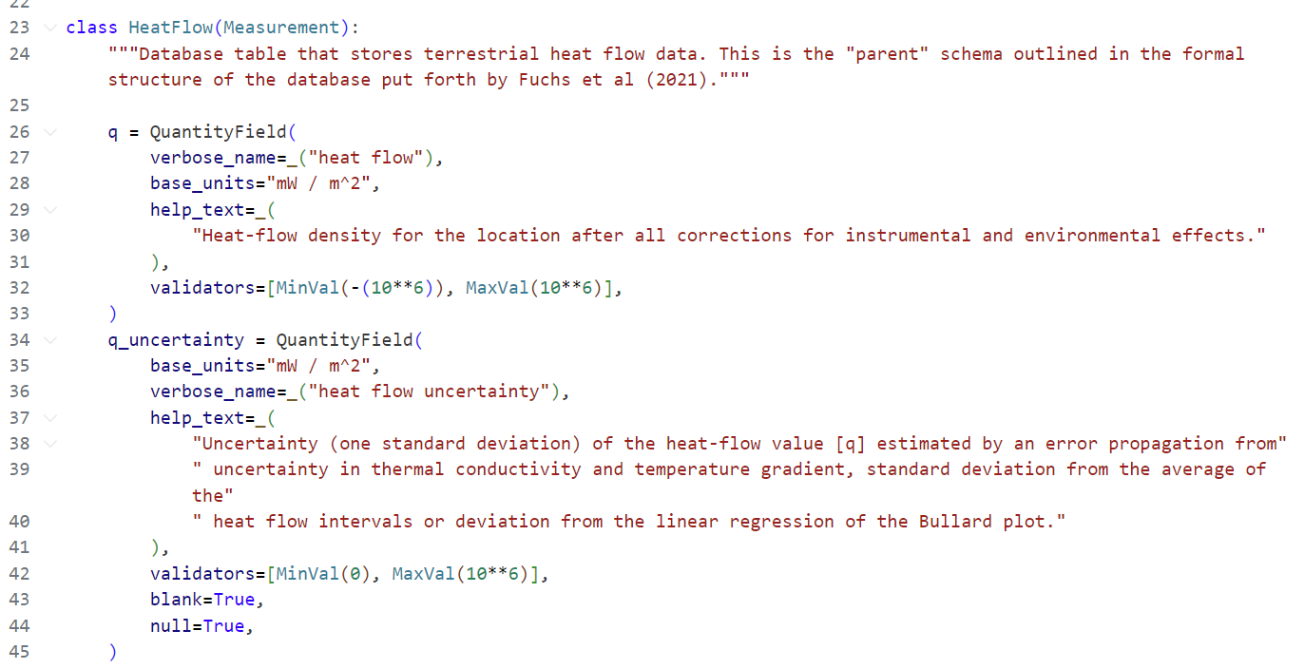 22
23 class HeatFlow(Measurement):
24     """Database table that stores terrestrial heat flow data. This is the "parent" schema outlined in the formal
    structure of the database put forth by Fuchs et al (2021)."""
25
26     q = QuantityField(
27         verbose_name=_("heat flow"),
28         base_units="mW / m^2",
29         help_text=_(
30             "Heat-flow density for the location after all corrections for instrumental and environmental effects."
31         ),
32         validators=[MinVal(-(10**6)), MaxVal(10**6)],
33     )
34     q_uncertainty = QuantityField(
35         base_units="mW / m^2",
36         verbose_name=_("heat flow uncertainty"),
37         help_text=_(
38             "Uncertainty (one standard deviation) of the heat-flow value [q] estimated by an error propagation from"
39             " uncertainty in thermal conductivity and temperature gradient, standard deviation from the average of
            the"
40             " heat flow intervals or deviation from the linear regression of the Bullard plot."
41         ),
42         validators=[MinVal(0), MaxVal(10**6)],
43         blank=True,
44         null=True,
45     )